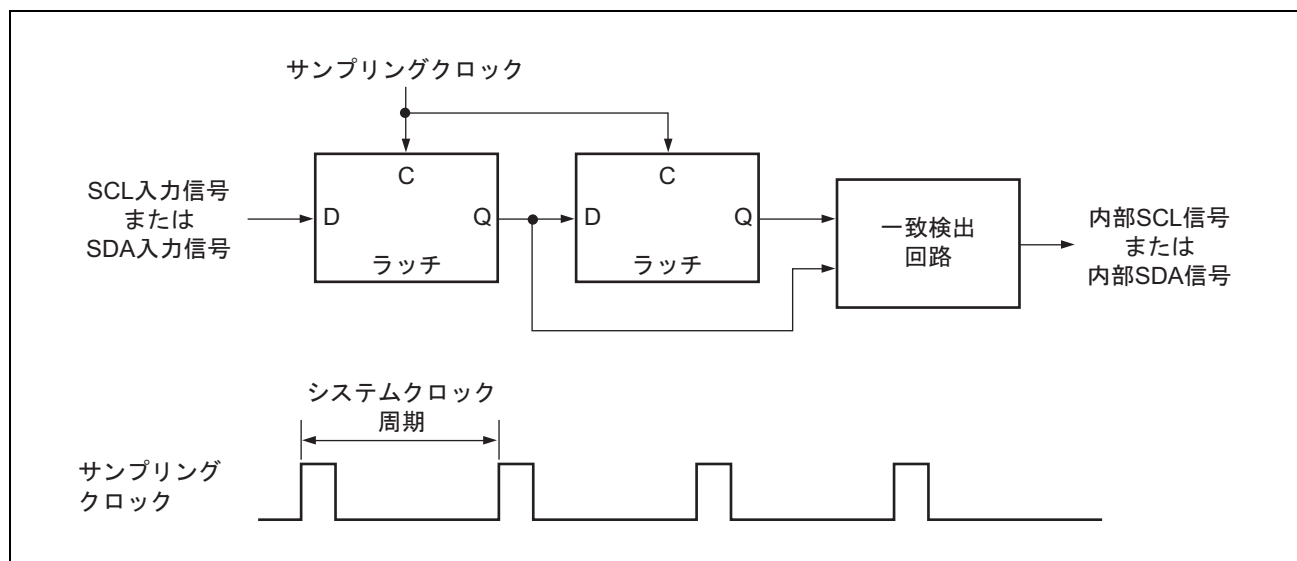 サンプリングクロック
SCL入力信号
または
SDA入力信号
D
C
Q
ラッチ
D
C
Q
ラッチ
一致検出
回路
内部SCL信号
または
内部SDA信号
システムクロック
周期
サンプリング
クロック